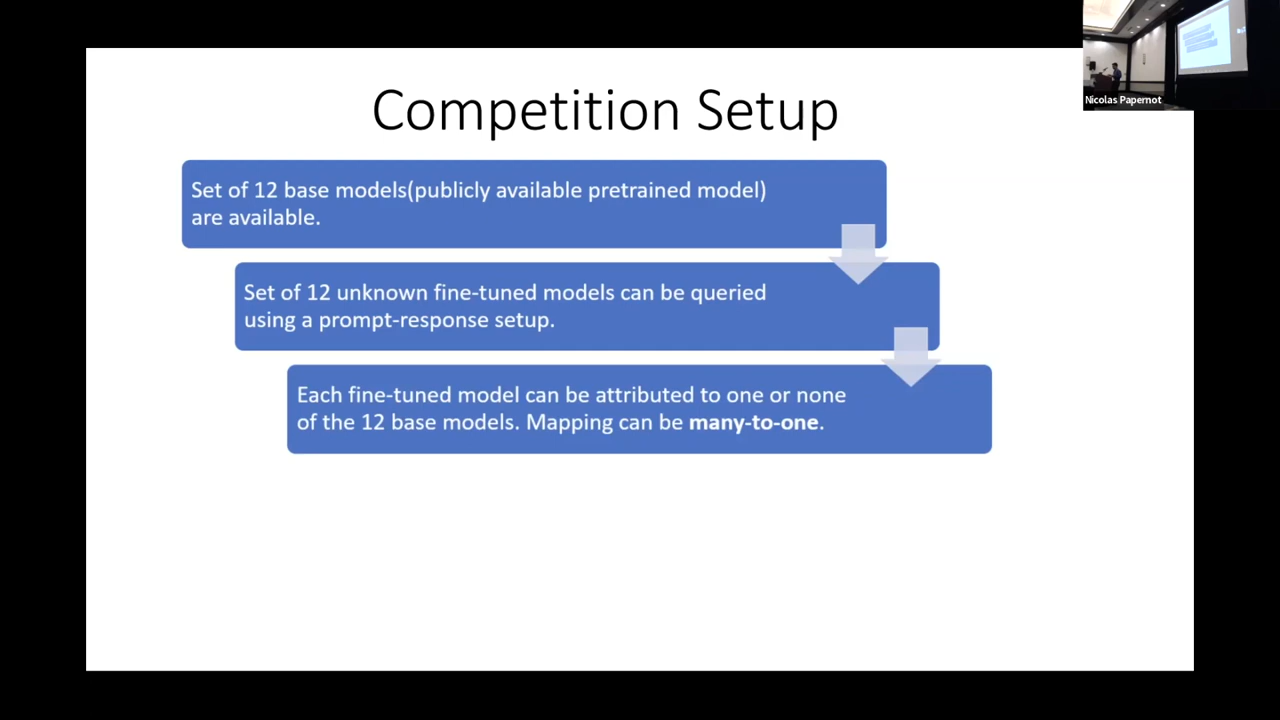 Competition Setup
Set of 12 base models(publicly available pretrained model)
are available.
Set of 12 unknown fine-tuned models can be queried
using a prompt-response setup.
Each fine-tuned model can be attributed to one or none
of the 12 base models. Mapping can be many-to-one.
Nicolas Papernot